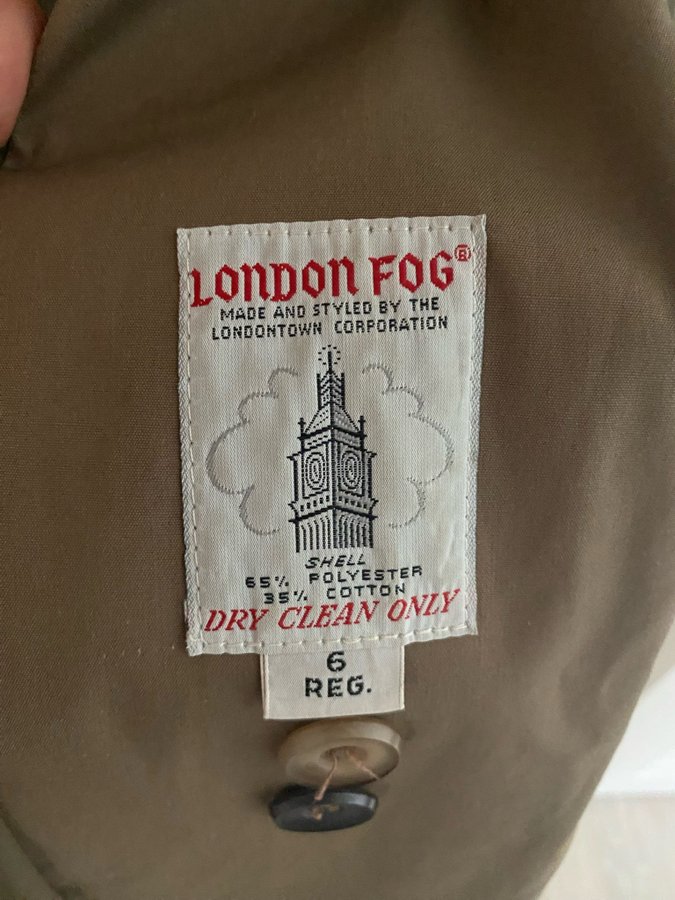 LONDON FOG®
MADE AND STYLED BY THE
LONDONTOWN CORPORATION
SHELL
65% POLYESTER
35% COTTON
DRY CLEAN ONLY
6
REG.